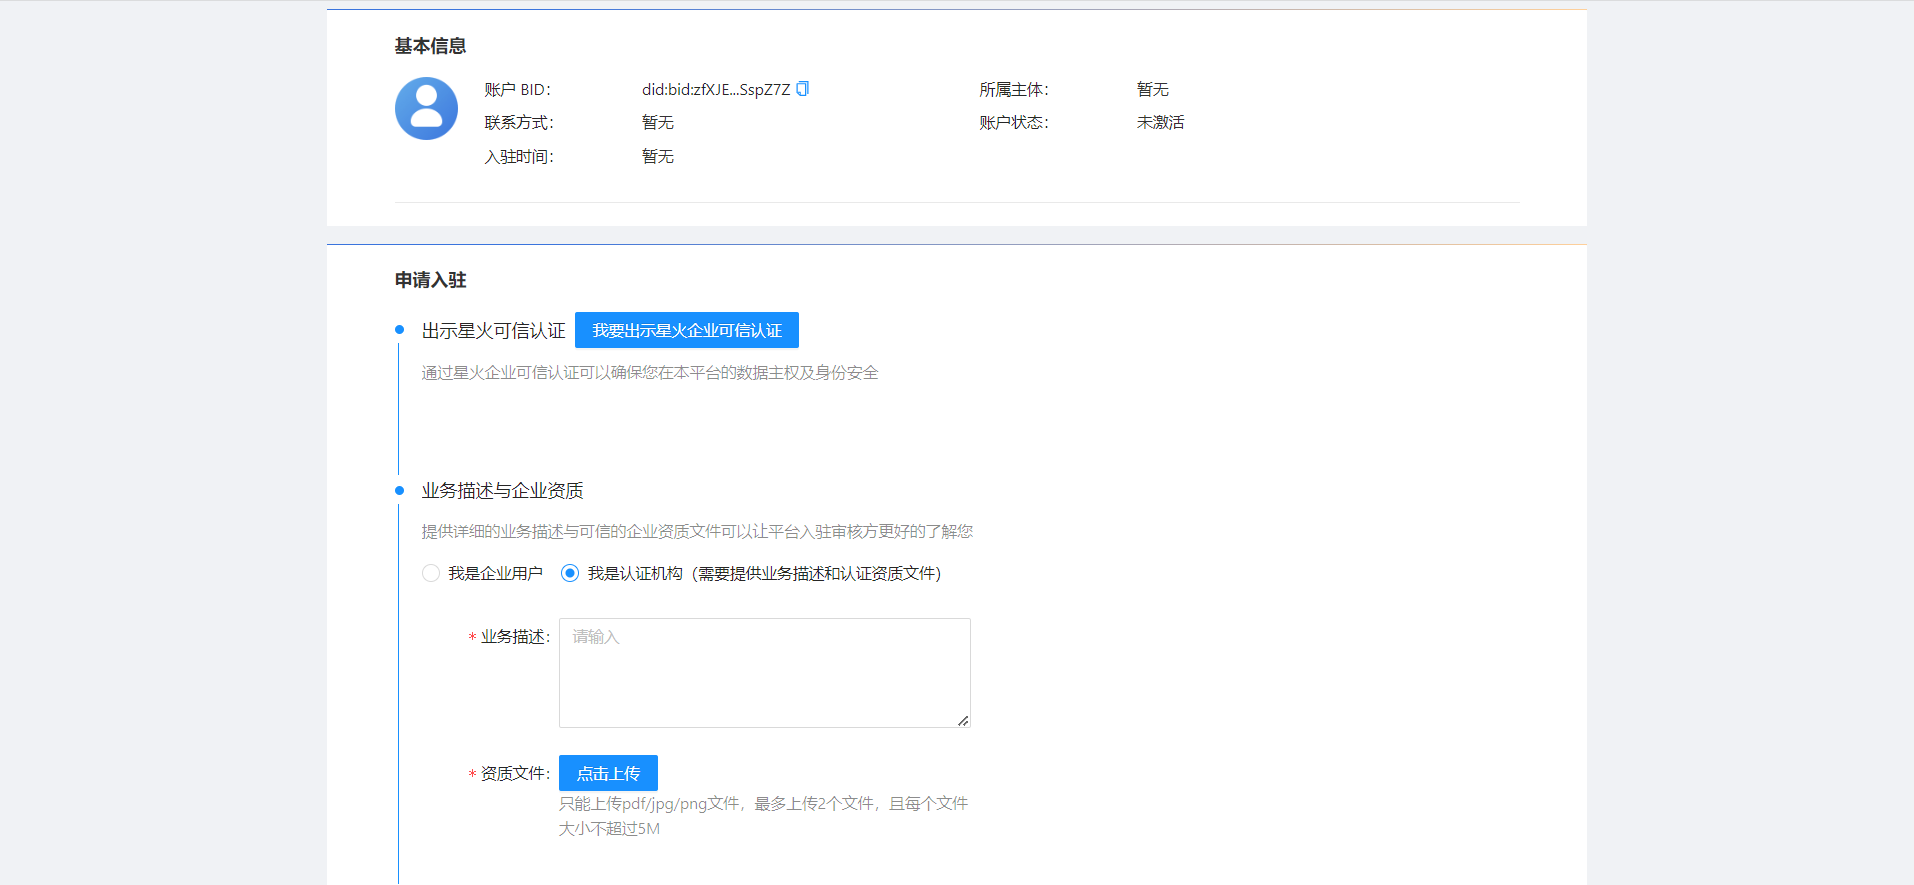 基本信息
账户 BID： did:bid:zfXJE...SspZ7Z 所属主体： 暂无
联系方式： 暂无 账户状态： 未激活
入驻时间： 暂无
申请入驻
出示星火可信认证 我要出示星火企业可信认证
通过星火企业可信认证可以确保您在本平台的数据主权及身份安全
业务描述与企业资质
提供详细的业务描述与可信的企业资质文件可以让平台入驻审核方更好的了解您
我是企业用户 我是认证机构（需要提供业务描述和认证资质文件）
* 业务描述： 请输入
* 资质文件： 点击上传
只能上传pdf/jpg/png文件，最多上传2个文件，且每个文件
大小不超过5M